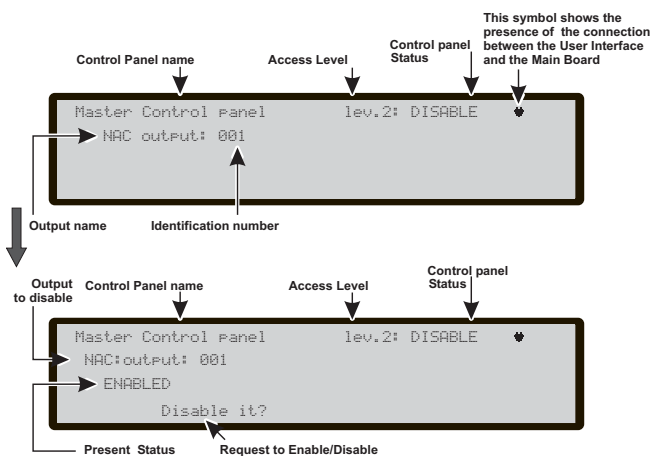 This symbol shows the
presence of the connection
between the User Interface
and the Main Board
Control Panel name
Access Level
Control panel
Status
Master Control panel lev.2: DISABLE
NAC output: 001
Output name
Identification number
Output
to disable
Control Panel name
Access Level
Control panel
Status
Master Control panel lev.2: DISABLE
NAC:output: 001
ENABLED
Disable it?
Present Status
Request to Enable/Disable